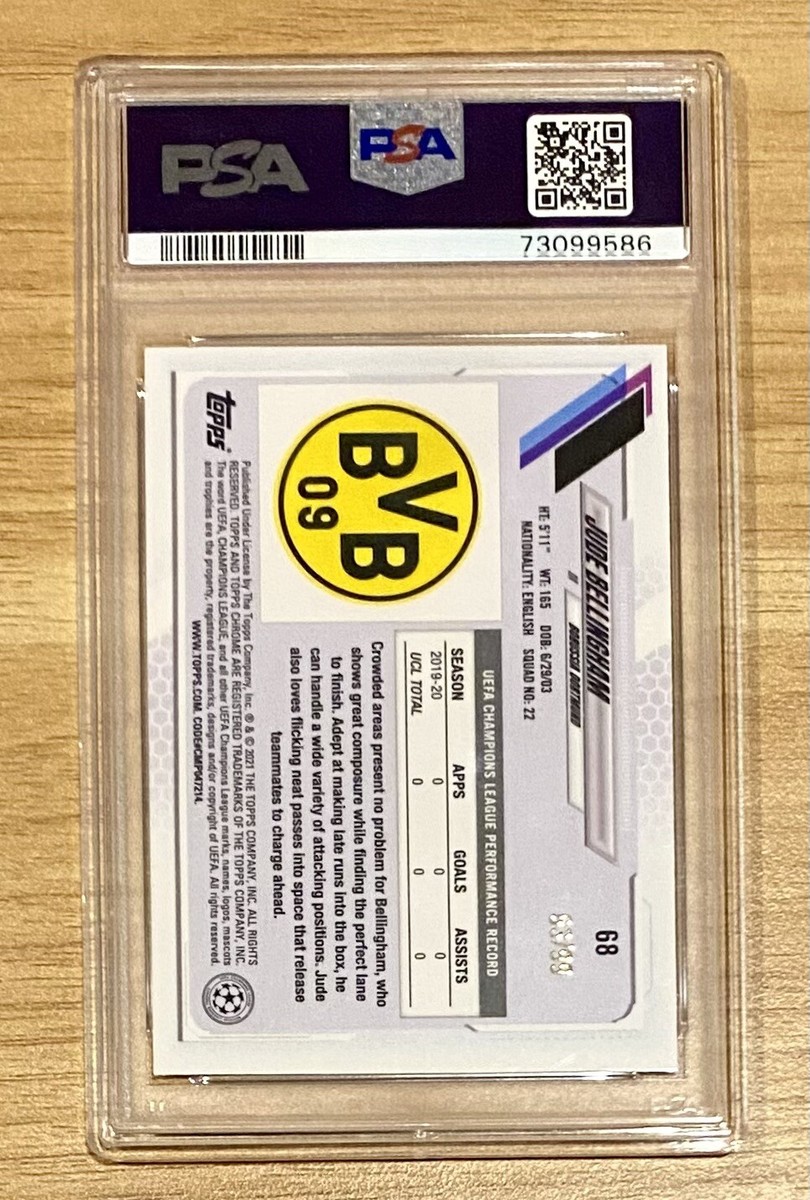 PSA
PSA
73099586
68
JUDE BELLINGHAM
BORUSSIA DORTMUND
HT: 5'11" WT: 165 DOB: 6/29/03
NATIONALITY: ENGLISH SQUAD NO: 22
BVB
09
UEFA CHAMPIONS LEAGUE PERFORMANCE RECORD
SEASON APPS GOALS ASSISTS
2019-20 0 0 0
UCL TOTAL 0 0 0
Crowded areas present no problem for Bellingham, who
shows great composure while finding the perfect lane
to finish. Adept at making late runs into the box, he
can handle a wide variety of attacking positions. Jude
also loves flicking neat passes into space that release
teammates to charge ahead.
topps
Published Under License by The Topps Company, Inc. ® & © 2021 THE TOPPS COMPANY, INC. ALL RIGHTS
RESERVED. TOPPS AND TOPPS CHROME ARE REGISTERED TRADEMARKS OF THE TOPPS COMPANY, INC.
The word UEFA, CHAMPIONS LEAGUE, and all other UEFA Champions League marks, names, logos, mascots
and trophies are the property, registered trademarks, designs and/or copyright of UEFA. All rights reserved.
WWW.TOPPS.COM. CODE#CMP047214.